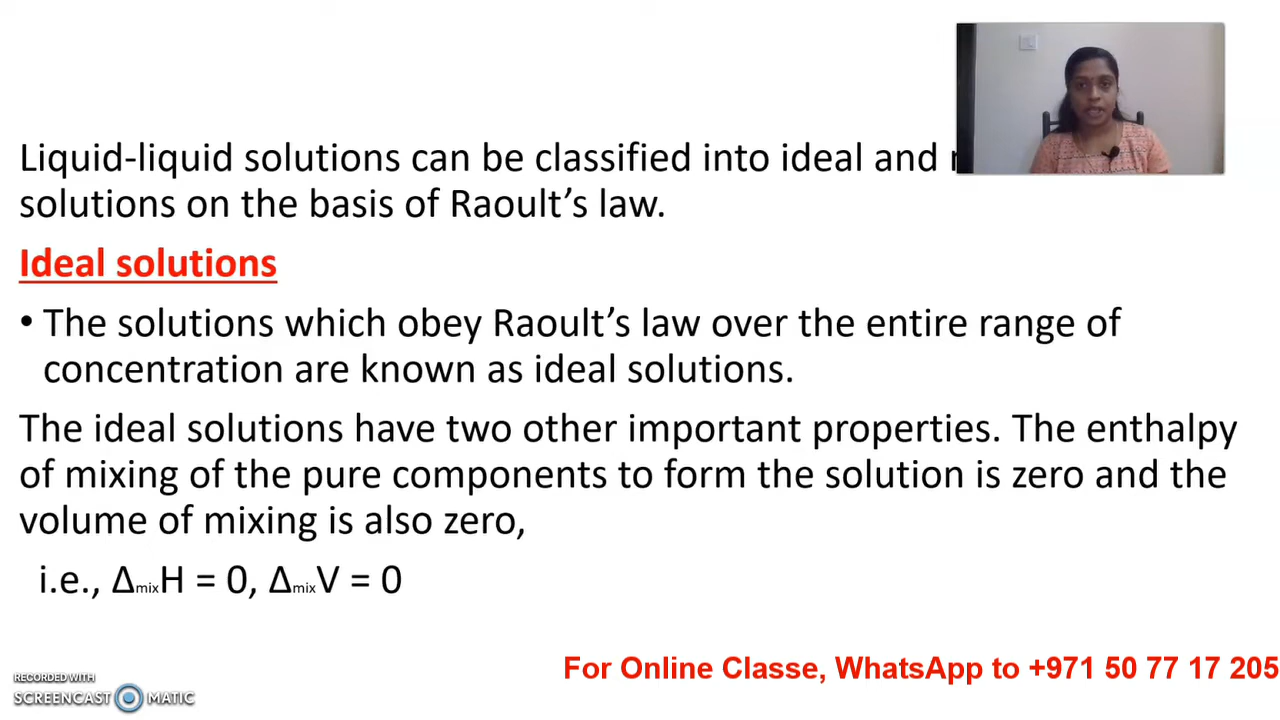 Liquid-liquid solutions can be classified into ideal and
solutions on the basis of Raoult’s law.
Ideal solutions
• The solutions which obey Raoult’s law over the entire range of
concentration are known as ideal solutions.
The ideal solutions have two other important properties. The enthalpy
of mixing of the pure components to form the solution is zero and the
volume of mixing is also zero,
i.e., ΔmixH = 0, ΔmixV = 0
For Online Classe, WhatsApp to +971 50 77 17 205
RECORDED WITH
SCREENCAST MATIC